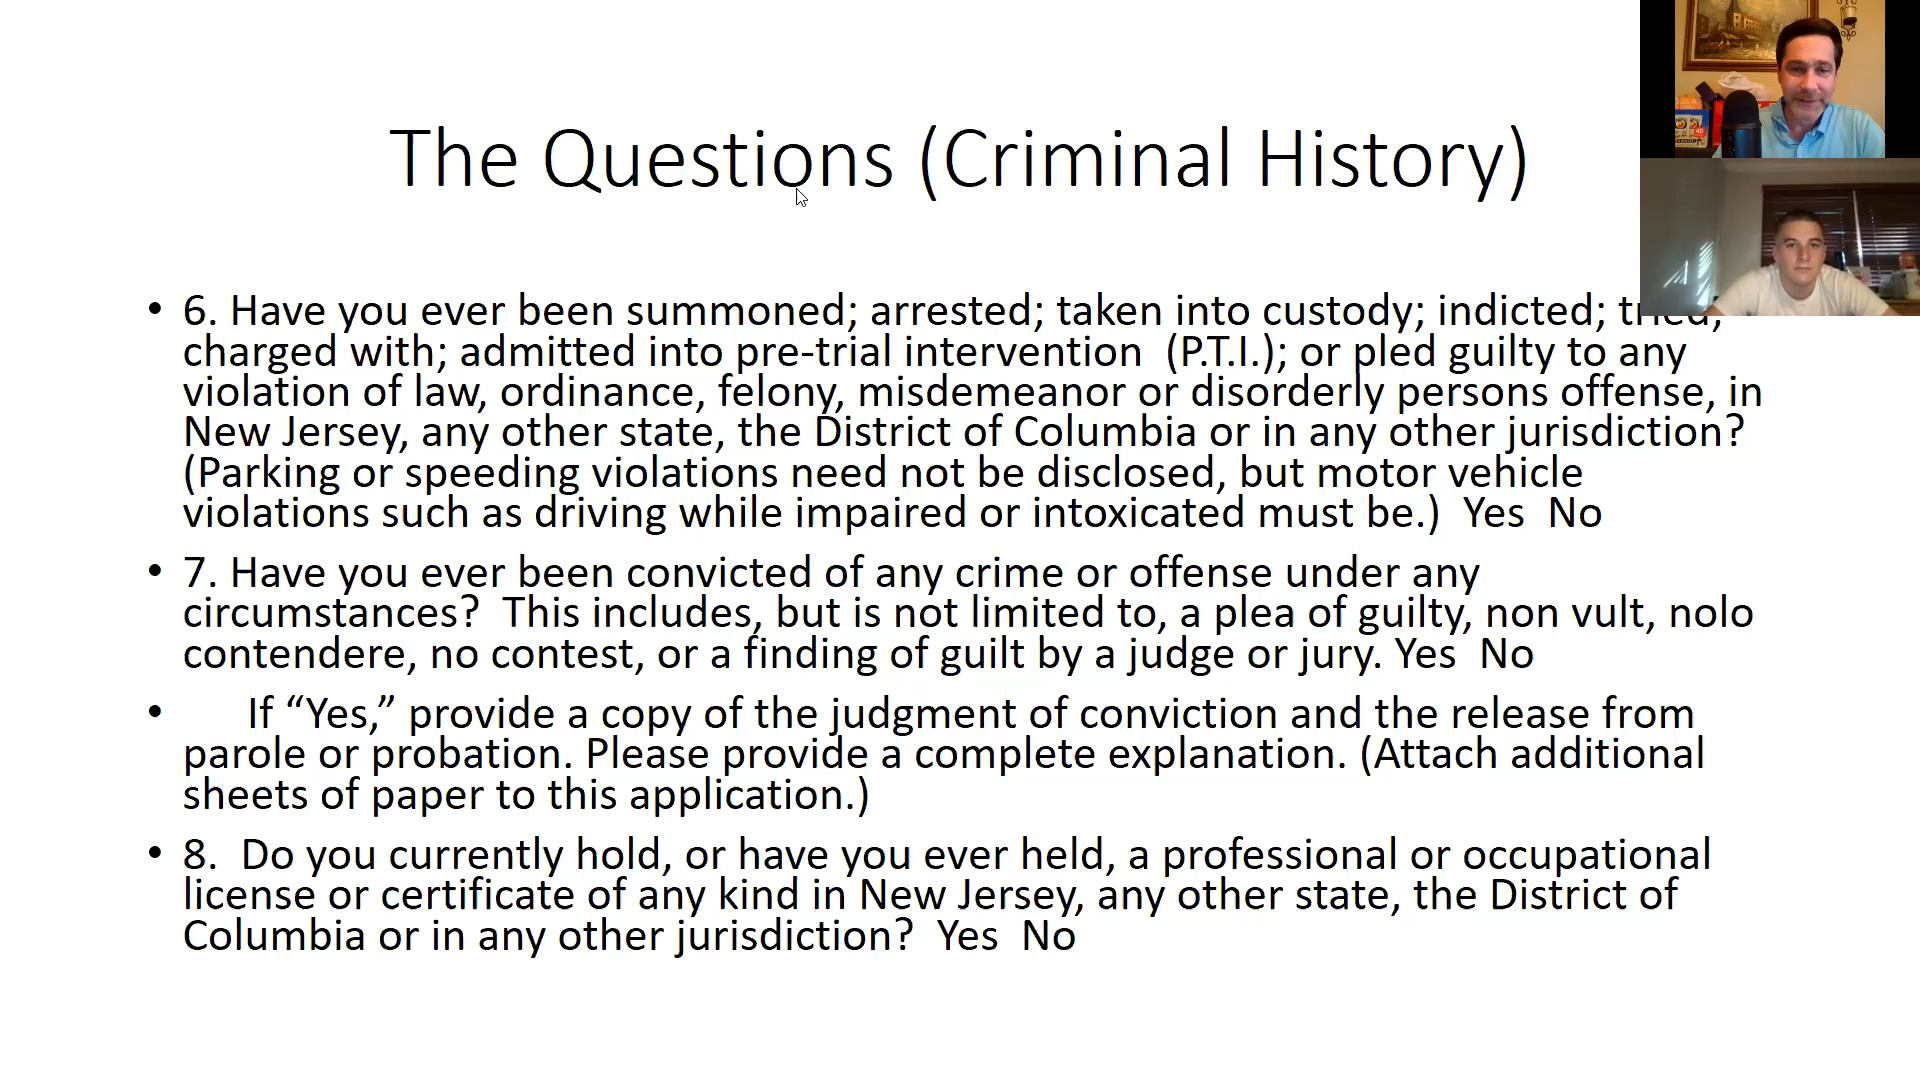 The Questions (Criminal History)
• 6. Have you ever been summoned; arrested; taken into custody; indicted; tried;
charged with; admitted into pre-trial intervention  (P.T.I.); or pled guilty to any
violation of law, ordinance, felony, misdemeanor or disorderly persons offense, in
New Jersey, any other state, the District of Columbia or in any other jurisdiction?
(Parking or speeding violations need not be disclosed, but motor vehicle
violations such as driving while impaired or intoxicated must be.)  Yes  No
• 7. Have you ever been convicted of any crime or offense under any
circumstances?  This includes, but is not limited to, a plea of guilty, non vult, nolo
contendere, no contest, or a finding of guilt by a judge or jury. Yes  No
• If “Yes,” provide a copy of the judgment of conviction and the release from
parole or probation. Please provide a complete explanation. (Attach additional
sheets of paper to this application.)
• 8.  Do you currently hold, or have you ever held, a professional or occupational
license or certificate of any kind in New Jersey, any other state, the District of
Columbia or in any other jurisdiction?  Yes  No